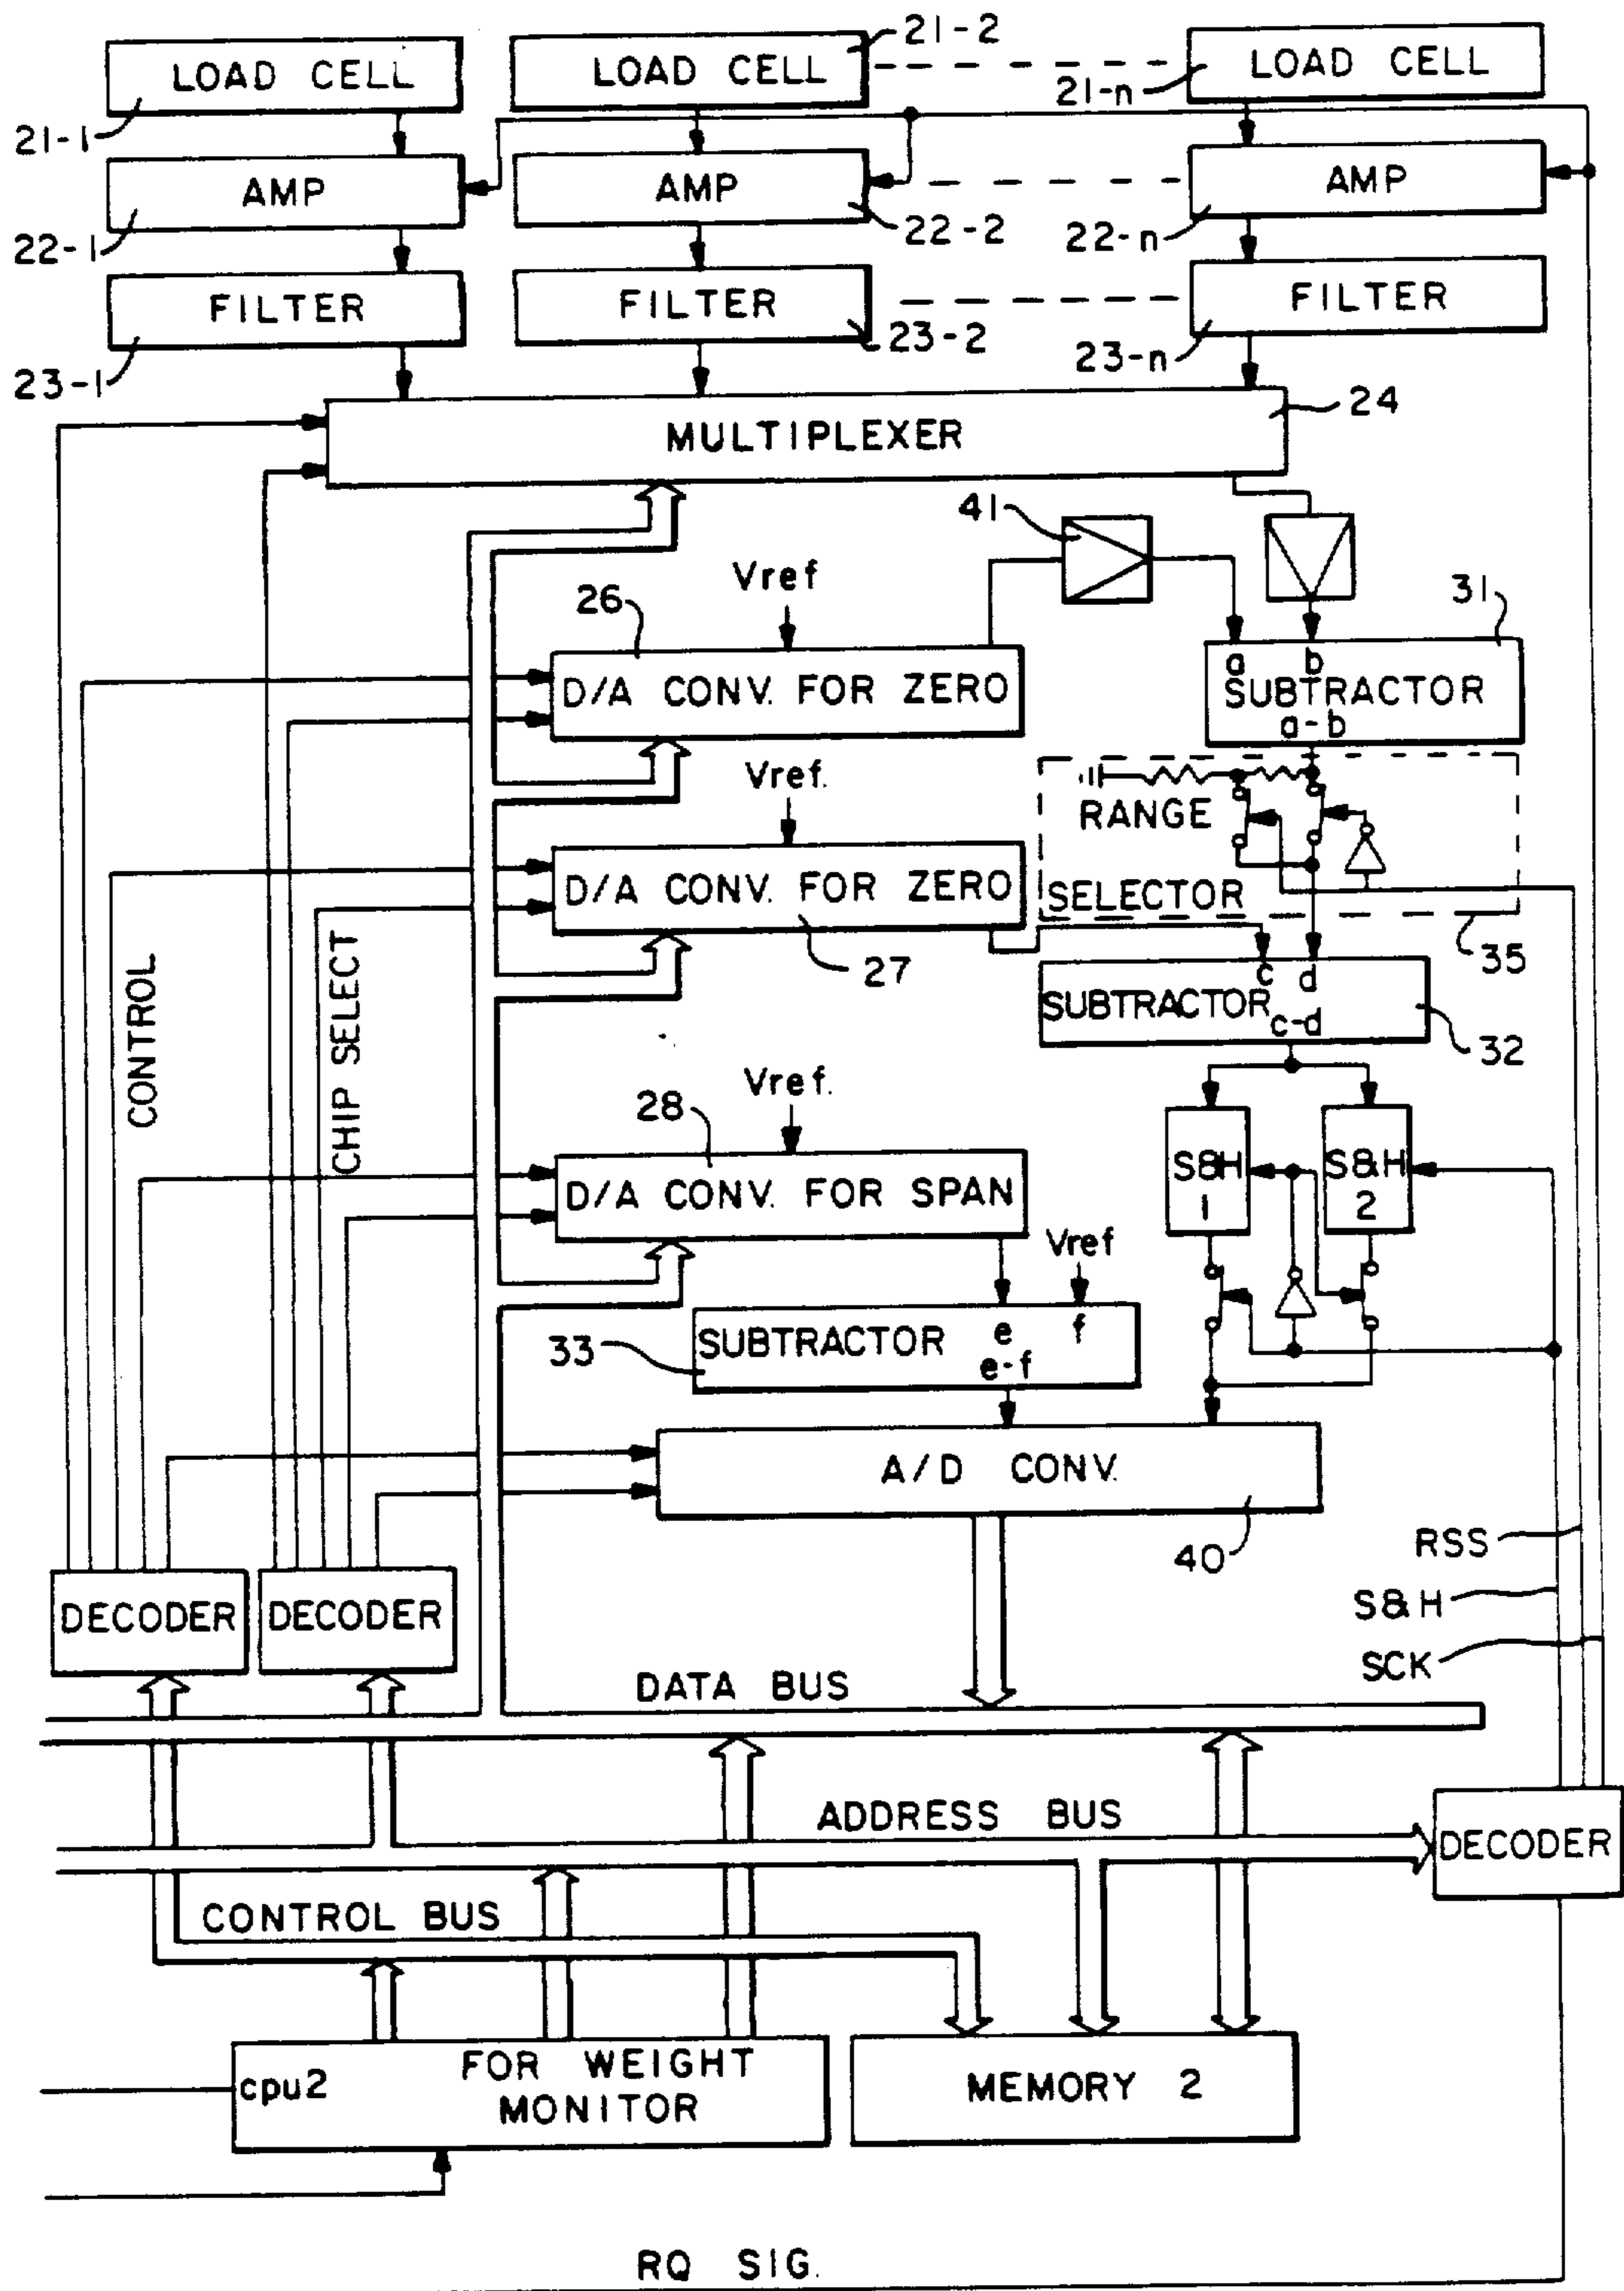 LOAD CELL
LOAD CELL
21-2
LOAD CELL
21-1
21-n
AMP
AMP
AMP
22-1
22-2
22-n
FILTER
FILTER
FILTER
23-1
23-2
23-n
MULTIPLEXER
24
41
Vref
26
31
D/A CONV. FOR ZERO
a b
SUBTRACTOR
a-b
Vref.
RANGE
D/A CONV. FOR ZERO
SELECTOR
27
35
CONTROL
CHIP SELECT
c d
SUBTRACTOR
c-d
32
Vref.
28
D/A CONV. FOR SPAN
S&H
1
S&H
2
Vref
SUBTRACTOR
e f
e-f
33
A/D CONV.
40
RSS
S&H
SCK
DECODER
DECODER
DATA BUS
ADDRESS BUS
DECODER
CONTROL BUS
cpu2
FOR WEIGHT
MONITOR
MEMORY 2
RQ SIG.